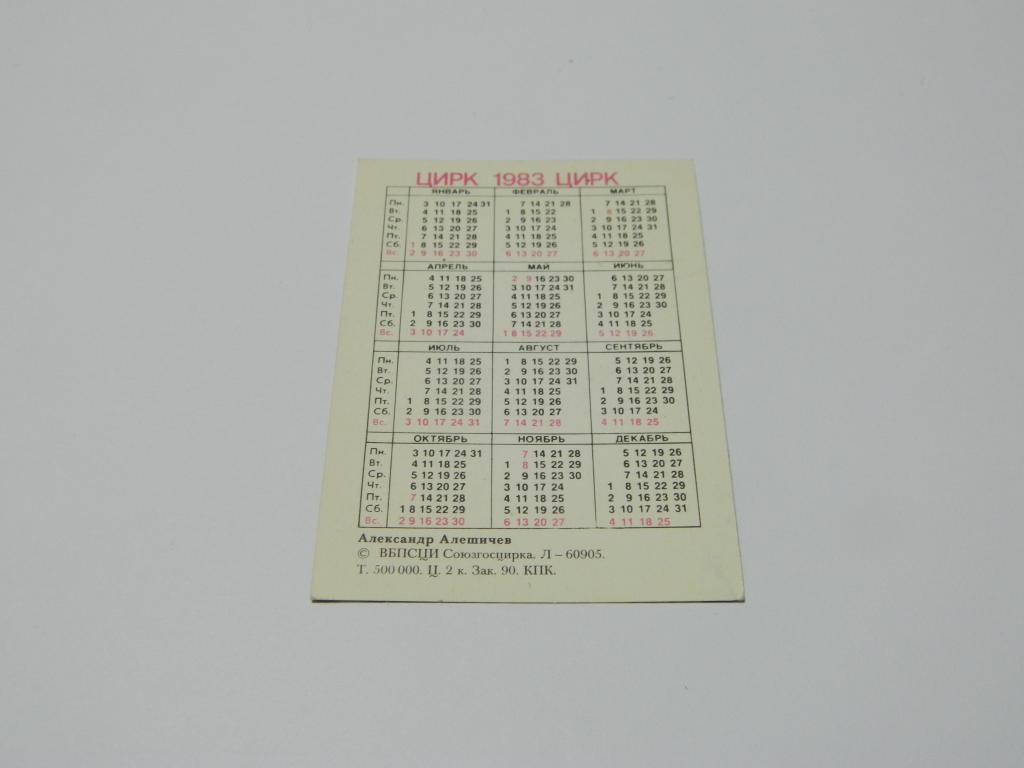 ЦИРК 1983 ЦИРК
ЯНВАРЬ ФЕВРАЛЬ МАРТ
Пн. 3 10 17 24 31 7 14 21 28 7 14 21 28
Вт. 4 11 18 25 1 8 15 22 1 8 15 22 29
Ср. 5 12 19 26 2 9 16 23 2 9 16 23 30
Чт. 6 13 20 27 3 10 17 24 3 10 17 24 31
Пт. 7 14 21 28 4 11 18 25 4 11 18 25
Сб. 1 8 15 22 29 5 12 19 26 5 12 19 26
Вс. 2 9 16 23 30 6 13 20 27 6 13 20 27
АПРЕЛЬ МАЙ ИЮНЬ
Пн. 4 11 18 25 2 9 16 23 30 6 13 20 27
Вт. 5 12 19 26 3 10 17 24 31 7 14 21 28
Ср. 6 13 20 27 4 11 18 25 1 8 15 22 29
Чт. 7 14 21 28 5 12 19 26 2 9 16 23 30
Пт. 1 8 15 22 29 6 13 20 27 3 10 17 24
Сб. 2 9 16 23 30 7 14 21 28 4 11 18 25
Вс. 3 10 17 24 1 8 15 22 29 5 12 19 26
ИЮЛЬ АВГУСТ СЕНТЯБРЬ
Пн. 4 11 18 25 1 8 15 22 29 5 12 19 26
Вт. 5 12 19 26 2 9 16 23 30 6 13 20 27
Ср. 6 13 20 27 3 10 17 24 31 7 14 21 28
Чт. 7 14 21 28 4 11 18 25 1 8 15 22 29
Пт. 1 8 15 22 29 5 12 19 26 2 9 16 23 30
Сб. 2 9 16 23 30 6 13 20 27 3 10 17 24
Вс. 3 10 17 24 31 7 14 21 28 4 11 18 25
ОКТЯБРЬ НОЯБРЬ ДЕКАБРЬ
Пн. 3 10 17 24 31 7 14 21 28 5 12 19 26
Вт. 4 11 18 25 1 8 15 22 29 6 13 20 27
Ср. 5 12 19 26 2 9 16 23 30 7 14 21 28
Чт. 6 13 20 27 3 10 17 24 1 8 15 22 29
Пт. 7 14 21 28 4 11 18 25 2 9 16 23 30
Сб. 1 8 15 22 29 5 12 19 26 3 10 17 24 31
Вс. 2 9 16 23 30 6 13 20 27 4 11 18 25
Александр Алешичев
© ВБПСЦИ Союзгосцирка. Л – 60905.
Т. 500 000. Ц. 2 к. Зак. 90. КПК.